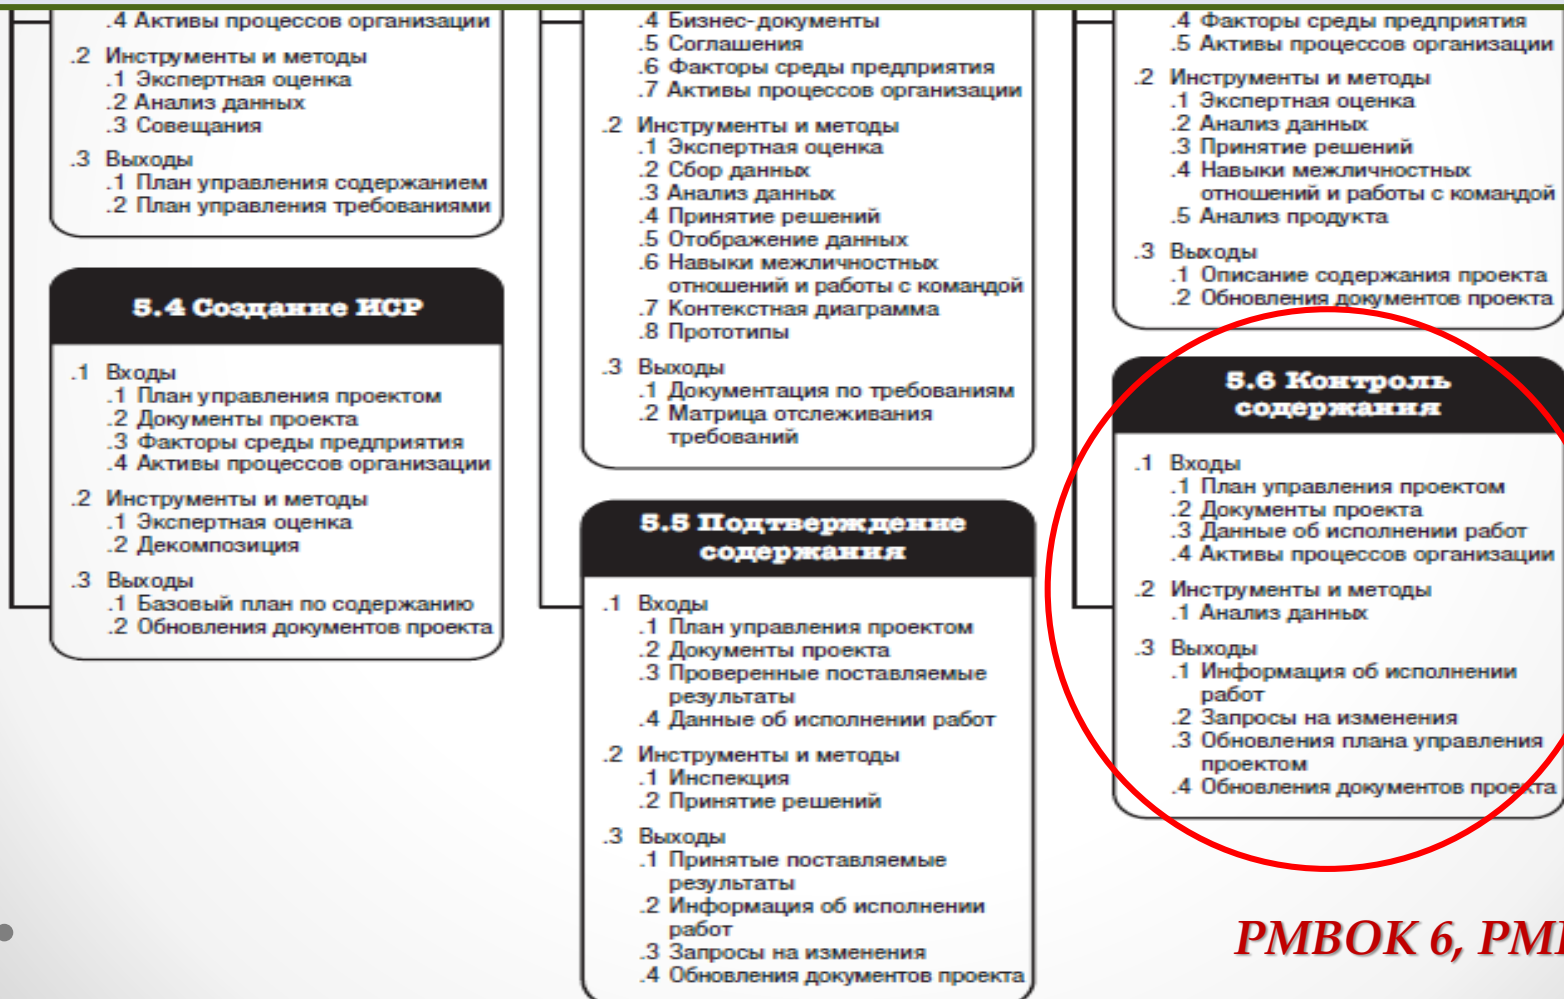 .4 Активы процессов организации
.2 Инструменты и методы
.1 Экспертная оценка
.2 Анализ данных
.3 Совещания
.3 Выходы
.1 План управления содержанием
.2 План управления требованиями
5.4 Создание ИСР
.1 Входы
.1 План управления проектом
.2 Документы проекта
.3 Факторы среды предприятия
.4 Активы процессов организации
.2 Инструменты и методы
.1 Экспертная оценка
.2 Декомпозиция
.3 Выходы
.1 Базовый план по содержанию
.2 Обновления документов проекта
.4 Бизнес-документы
.5 Соглашения
.6 Факторы среды предприятия
.7 Активы процессов организации
.2 Инструменты и методы
.1 Экспертная оценка
.2 Сбор данных
.3 Анализ данных
.4 Принятие решений
.5 Отображение данных
.6 Навыки межличностных
отношений и работы с командой
.7 Контекстная диаграмма
.8 Прототипы
.3 Выходы
.1 Документация по требованиям
.2 Матрица отслеживания
требований
5.5 Подтверждение
содержания
.1 Входы
.1 План управления проектом
.2 Документы проекта
.3 Проверенные поставляемые
результаты
.4 Данные об исполнении работ
.2 Инструменты и методы
.1 Инспекция
.2 Принятие решений
.3 Выходы
.1 Принятые поставляемые
результаты
.2 Информация об исполнении
работ
.3 Запросы на изменения
.4 Обновления документов проекта
.4 Факторы среды предприятия
.5 Активы процессов организации
.2 Инструменты и методы
.1 Экспертная оценка
.2 Анализ данных
.3 Принятие решений
.4 Навыки межличностных
отношений и работы с командой
.5 Анализ продукта
.3 Выходы
.1 Описание содержания проекта
.2 Обновления документов проекта
5.6 Контроль
содержания
.1 Входы
.1 План управления проектом
.2 Документы проекта
.3 Данные об исполнении работ
.4 Активы процессов организации
.2 Инструменты и методы
.1 Анализ данных
.3 Выходы
.1 Информация об исполнении
работ
.2 Запросы на изменения
.3 Обновления плана управления
проектом
.4 Обновления документов проекта
PMBOK 6, PM